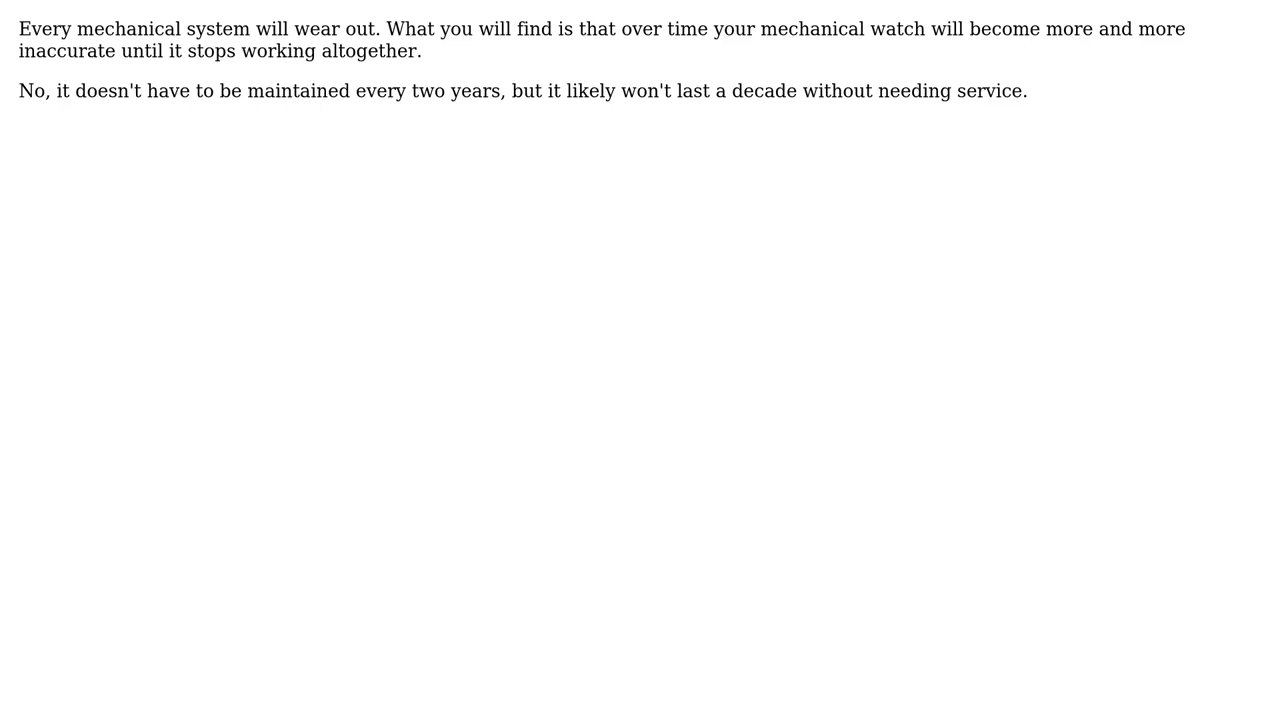 Every mechanical system will wear out. What you will find is that over time your mechanical watch will become more and more
inaccurate until it stops working altogether.
No, it doesn't have to be maintained every two years, but it likely won't last a decade without needing service.